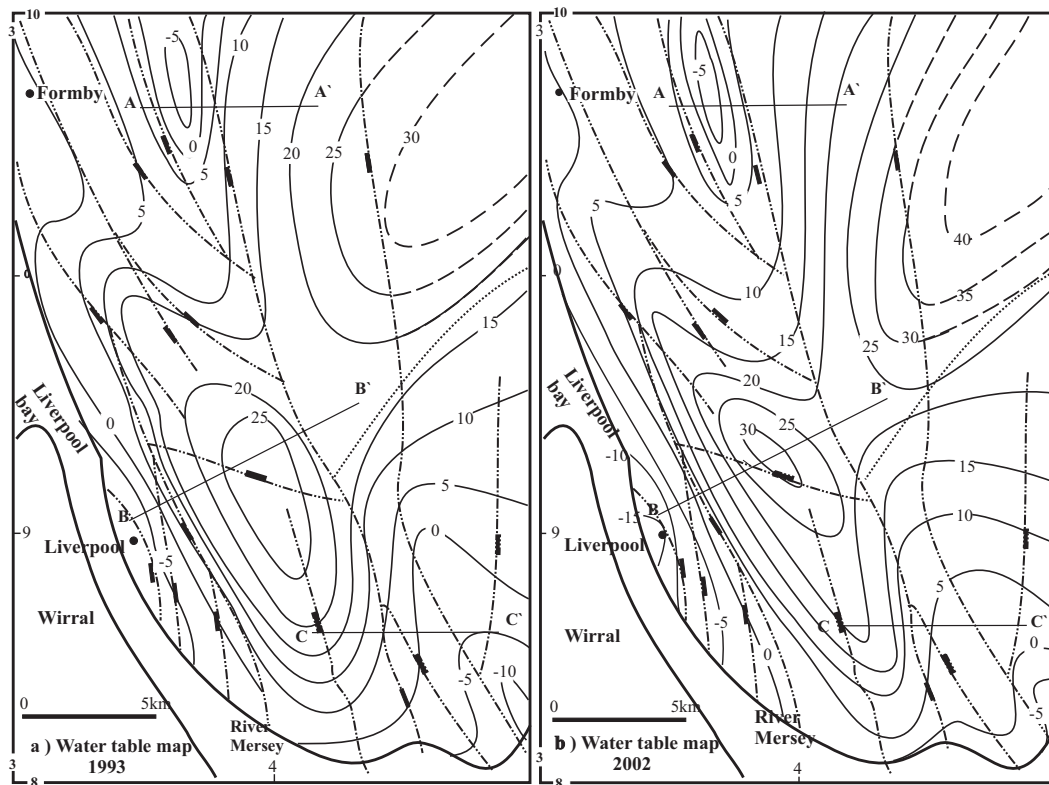 10
3
-5
10
A
A`
Formby
15
20
25
30
0
5
5
0
15
20
B`
25
10
0
Liverpool
bay
5
0
B
9
Liverpool
-5
Wirral
C
C`
-10
-5
0
5km
River
Mersey
a ) Water table map
1993
4
3
8
10
3
-5
A
A`
Formby
0
5
5
40
0
10
35
15
30
25
20
B`
25
30
Liverpool
bay
-10
15
B
-15
10
9
Liverpool
5
Wirral
-5
C
C`
0
0
-5
0
5km
River
Mersey
b ) Water table map
2002
4
3
8